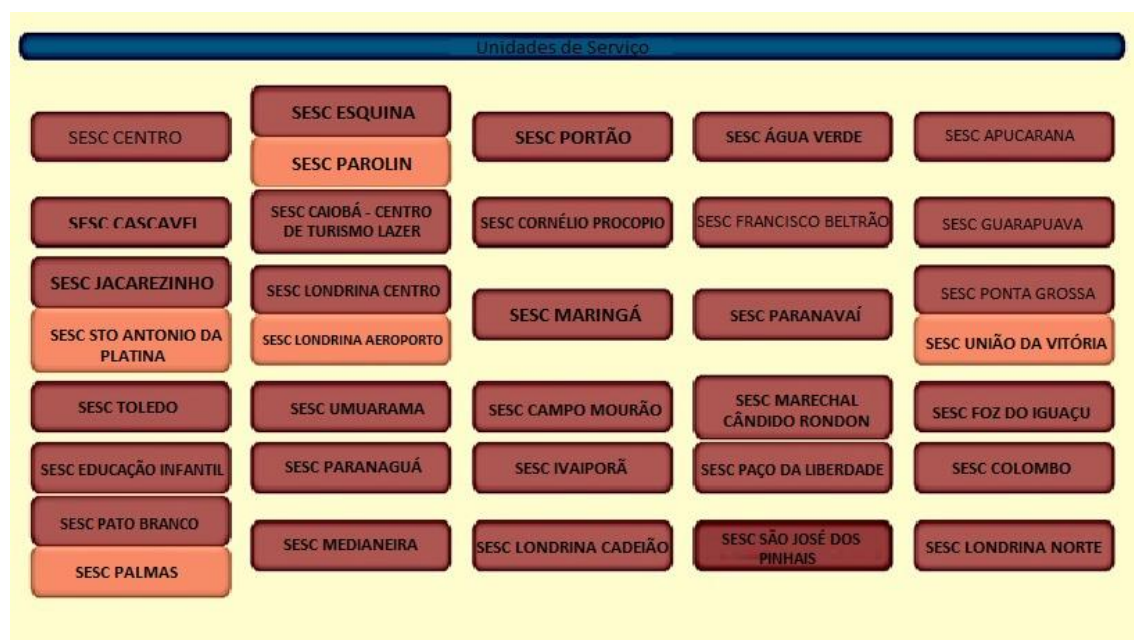 Unidades de Serviço
SESC CENTRO
SESC ESQUINA
SESC PAROLIN
SESC PORTÃO
SESC ÁGUA VERDE
SESC APUCARANA
SESC CASCAVEL
SESC CAIOBÁ - CENTRO
DE TURISMO LAZER
SESC CORNÉLIO PROCOPIO
SESC FRANCISCO BELTRÃO
SESC GUARAPUAVA
SESC JACAREZINHO
SESC STO ANTONIO DA
PLATINA
SESC LONDRINA CENTRO
SESC LONDRINA AEROPORTO
SESC MARINGÁ
SESC PARANAVAÍ
SESC PONTA GROSSA
SESC UNIÃO DA VITÓRIA
SESC TOLEDO
SESC UMUARAMA
SESC CAMPO MOURÃO
SESC MARECHAL
CÂNDIDO RONDON
SESC FOZ DO IGUAÇU
SESC EDUCAÇÃO INFANTIL
SESC PARANAGUÁ
SESC IVAIPORÃ
SESC PAÇO DA LIBERDADE
SESC COLOMBO
SESC PATO BRANCO
SESC PALMAS
SESC MEDIANEIRA
SESC LONDRINA CADEIÃO
SESC SÃO JOSÉ DOS
PINHAIS
SESC LONDRINA NORTE